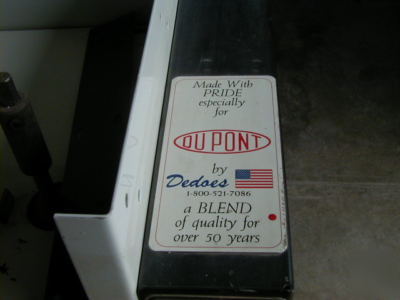 Made With
PRIDE
especially
for
DU PONT
by
Dedoes
1-800-521-7086
a BLEND
of quality for
over 50 years